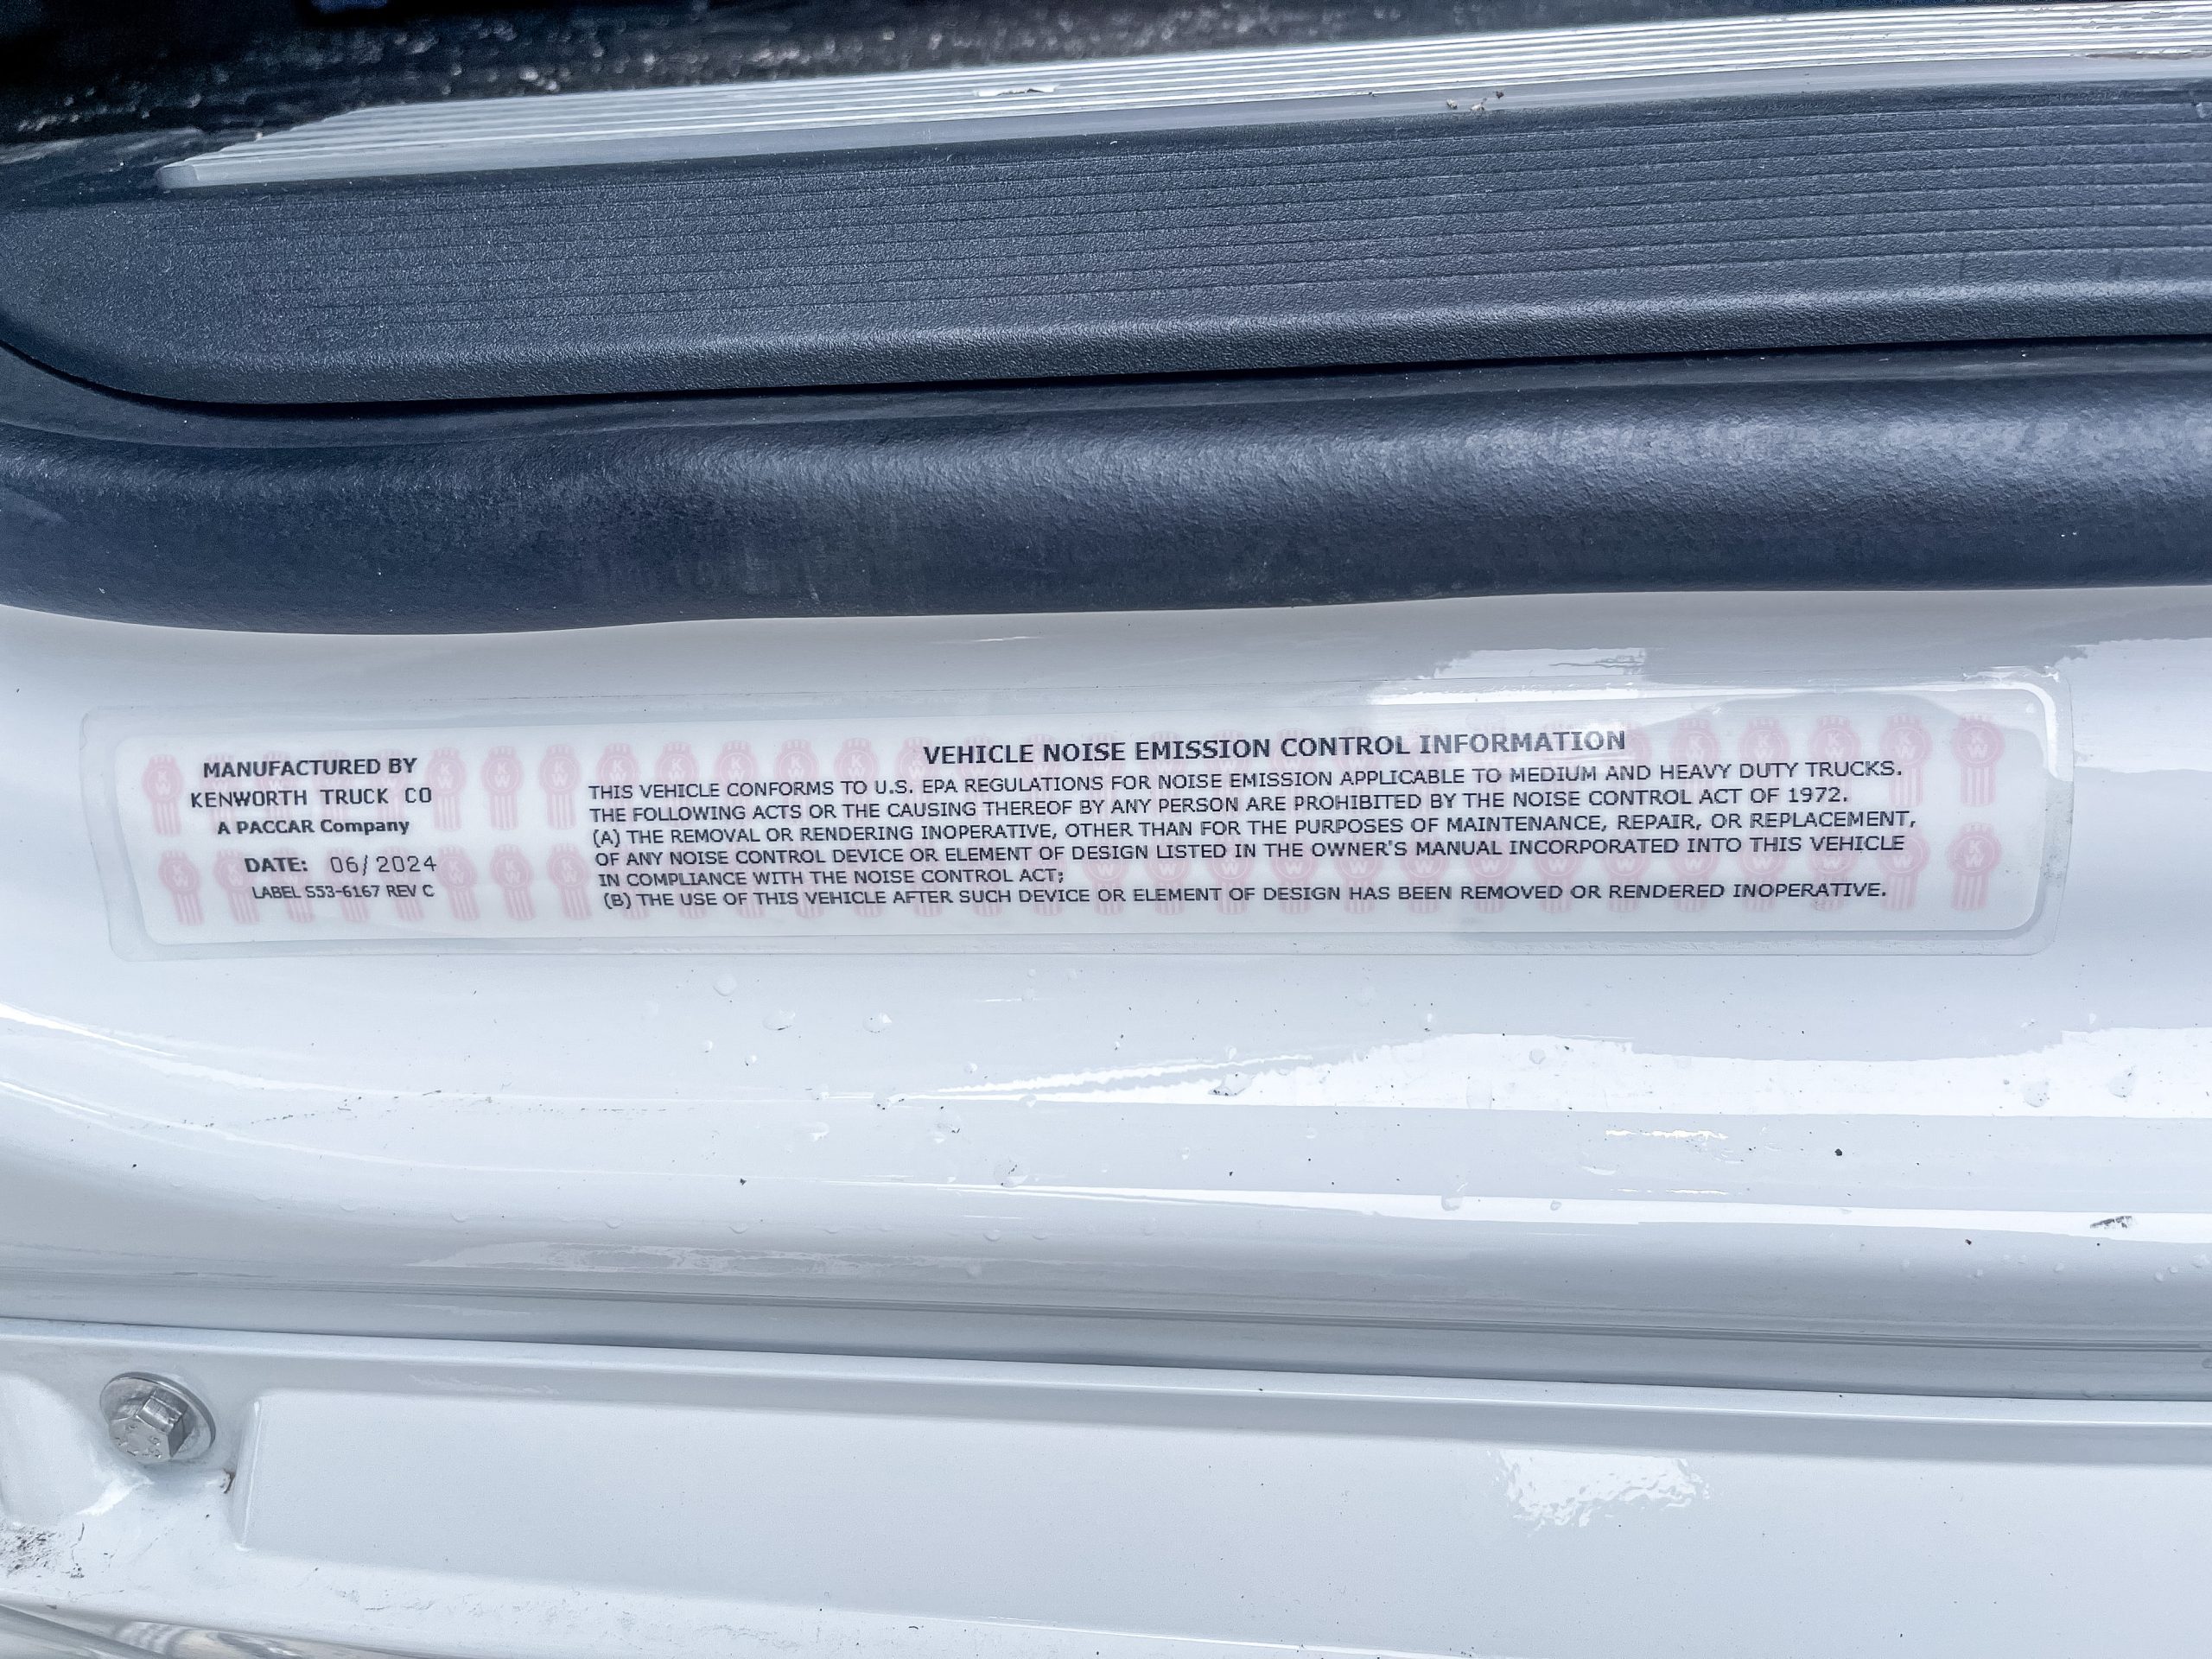 MANUFACTURED BY
KENWORTH TRUCK CO
A PACCAR Company
DATE: 06/2024
LABEL S53-6167 REV C
VEHICLE NOISE EMISSION CONTROL INFORMATION
THIS VEHICLE CONFORMS TO U.S. EPA REGULATIONS FOR NOISE EMISSION APPLICABLE TO MEDIUM AND HEAVY DUTY TRUCKS.
THE FOLLOWING ACTS OR THE CAUSING THEREOF BY ANY PERSON ARE PROHIBITED BY THE NOISE CONTROL ACT OF 1972.
(A) THE REMOVAL OR RENDERING INOPERATIVE, OTHER THAN FOR THE PURPOSES OF MAINTENANCE, REPAIR, OR REPLACEMENT,
OF ANY NOISE CONTROL DEVICE OR ELEMENT OF DESIGN LISTED IN THE OWNER'S MANUAL INCORPORATED INTO THIS VEHICLE
IN COMPLIANCE WITH THE NOISE CONTROL ACT;
(B) THE USE OF THIS VEHICLE AFTER SUCH DEVICE OR ELEMENT OF DESIGN HAS BEEN REMOVED OR RENDERED INOPERATIVE.